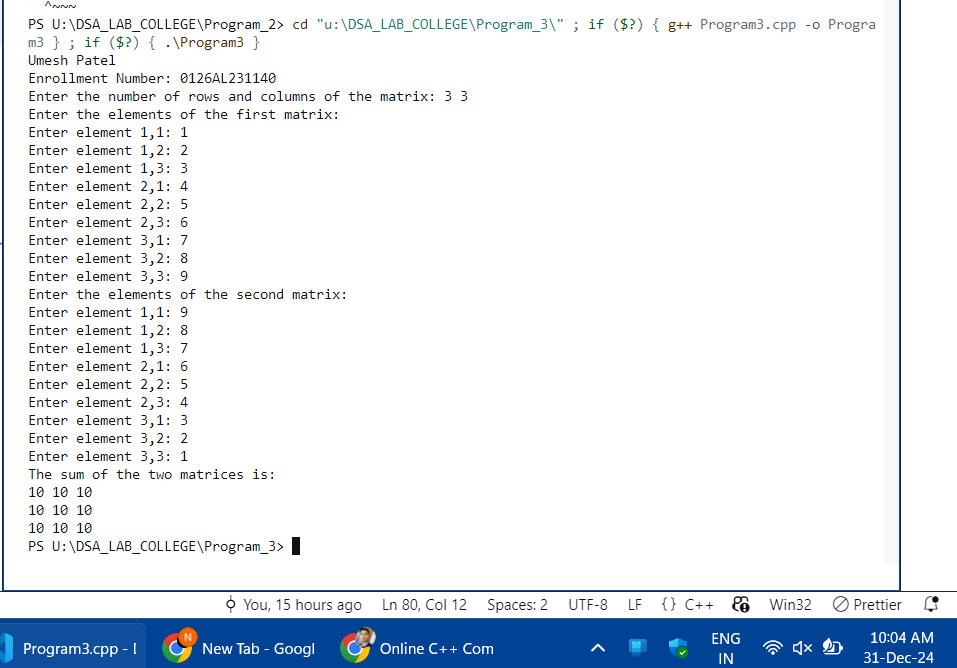 ^~~~
PS U:\DSA_LAB_COLLEGE\Program_2> cd "u:\DSA_LAB_COLLEGE\Program_3\" ; if ($?) { g++ Program3.cpp -o Progra
m3 } ; if ($?) { .\Program3 }
Umesh Patel
Enrollment Number: 0126AL231140
Enter the number of rows and columns of the matrix: 3 3
Enter the elements of the first matrix:
Enter element 1,1: 1
Enter element 1,2: 2
Enter element 1,3: 3
Enter element 2,1: 4
Enter element 2,2: 5
Enter element 2,3: 6
Enter element 3,1: 7
Enter element 3,2: 8
Enter element 3,3: 9
Enter the elements of the second matrix:
Enter element 1,1: 9
Enter element 1,2: 8
Enter element 1,3: 7
Enter element 2,1: 6
Enter element 2,2: 5
Enter element 2,3: 4
Enter element 3,1: 3
Enter element 3,2: 2
Enter element 3,3: 1
The sum of the two matrices is:
10 10 10
10 10 10
10 10 10
PS U:\DSA_LAB_COLLEGE\Program_3>
You, 15 hours ago Ln 80, Col 12 Spaces: 2 UTF-8 LF {} C++ Win32 Prettier
Program3.cpp - [ N New Tab - Googl Online C++ Com ENG IN 10:04 AM 31-Dec-24